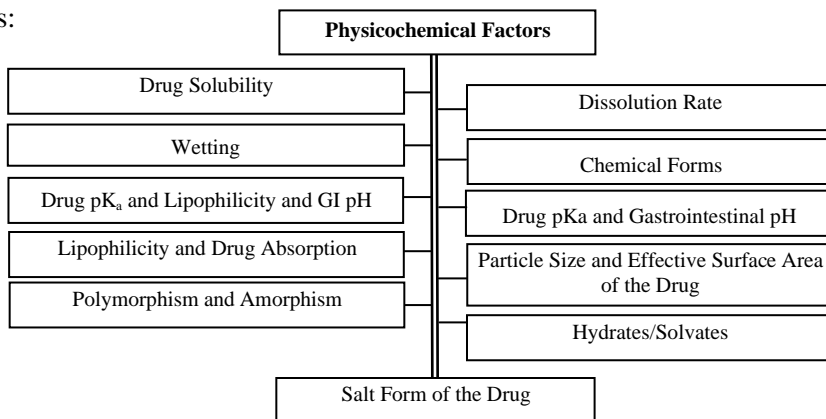 s:
Physicochemical Factors
Drug Solubility
Dissolution Rate
Wetting
Chemical Forms
Drug pKₐ and Lipophilicity and GI pH
Drug pKa and Gastrointestinal pH
Lipophilicity and Drug Absorption
Particle Size and Effective Surface Area
of the Drug
Polymorphism and Amorphism
Hydrates/Solvates
Salt Form of the Drug